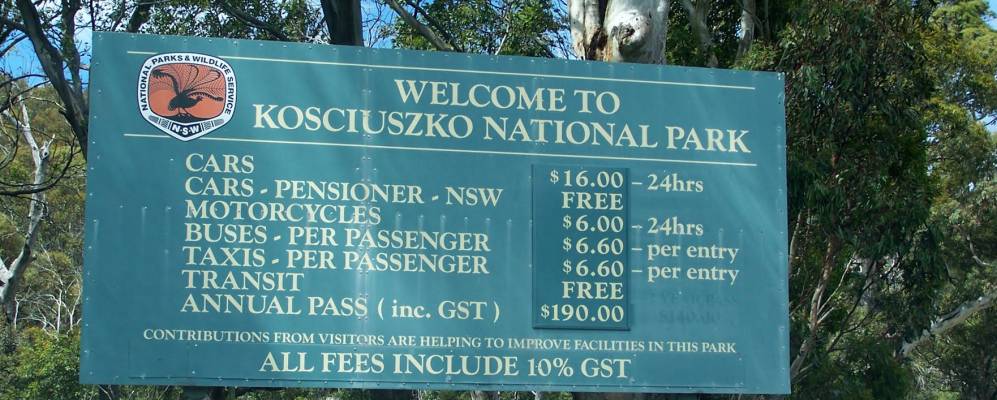 NATIONAL PARKS & WILDLIFE SERVICE
N·S·W
WELCOME TO
KOSCIUSZKO NATIONAL PARK
CARS $16.00 – 24hrs
CARS - PENSIONER - NSW FREE
MOTORCYCLES $6.00 – 24hrs
BUSES - PER PASSENGER $6.60 – per entry
TAXIS - PER PASSENGER $6.60 – per entry
TRANSIT FREE
ANNUAL PASS ( inc. GST ) $190.00
CONTRIBUTIONS FROM VISITORS ARE HELPING TO IMPROVE FACILITIES IN THIS PARK
ALL FEES INCLUDE 10% GST